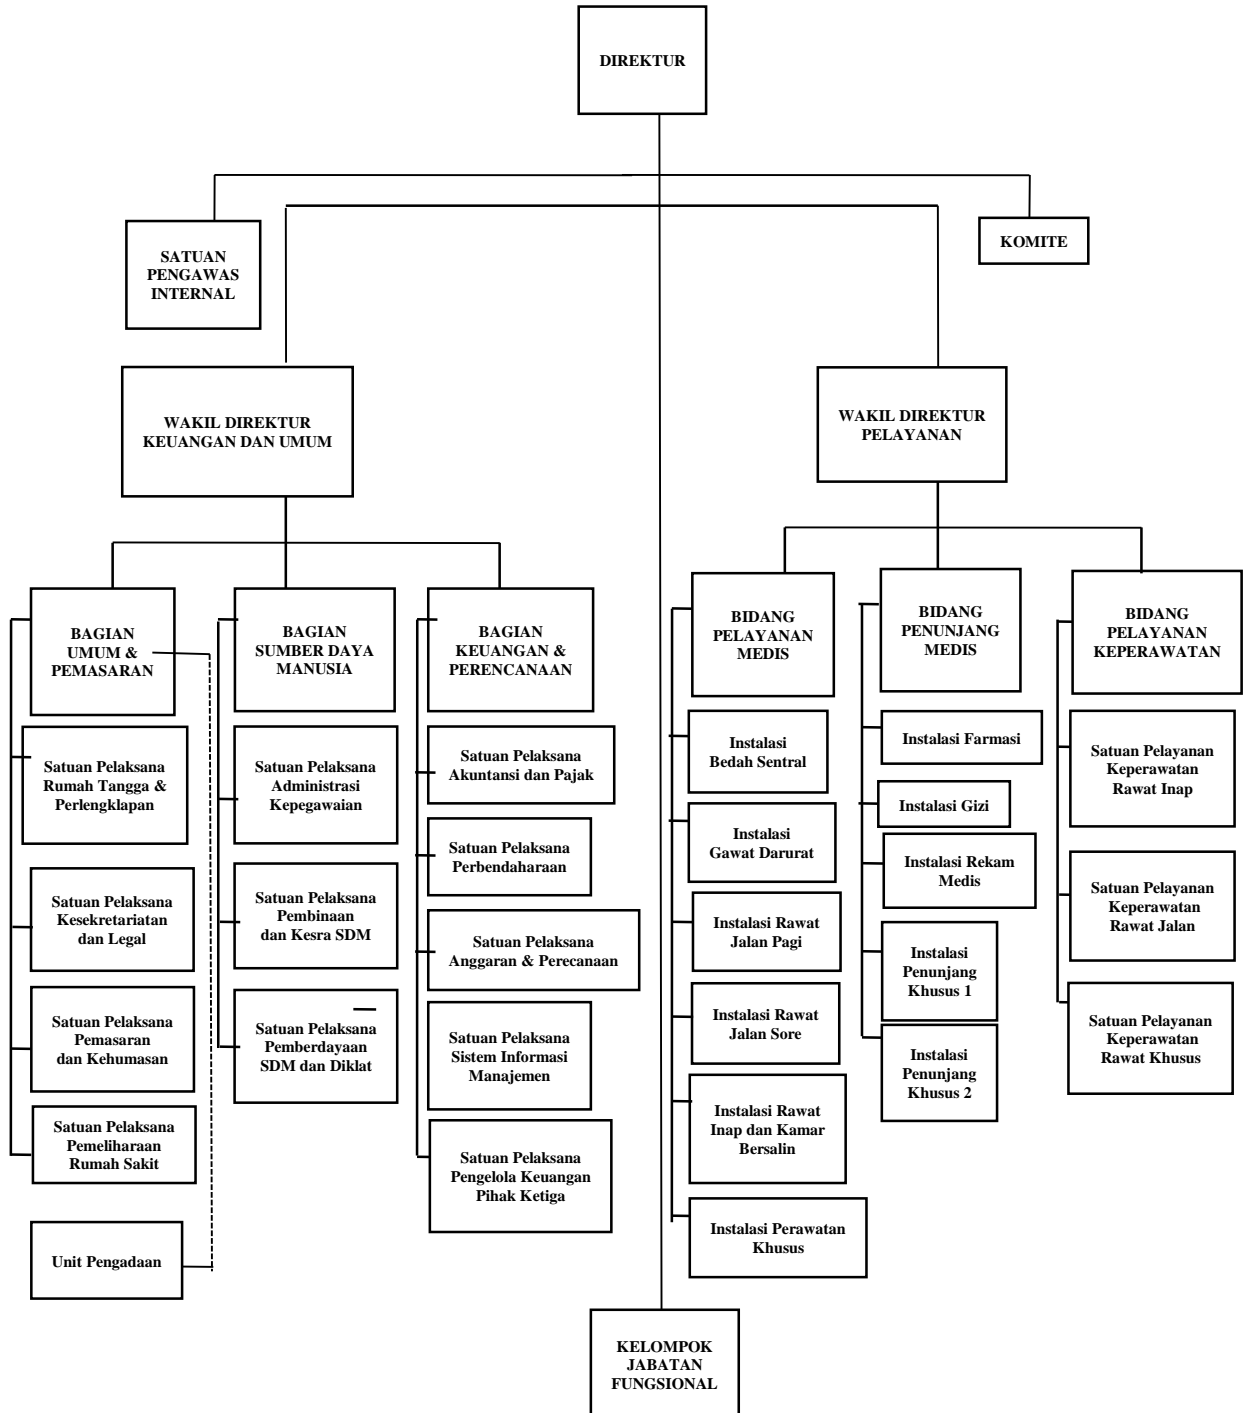 DIREKTUR
SATUAN
PENGAWAS
INTERNAL
KOMITE
WAKIL DIREKTUR
KEUANGAN DAN UMUM
WAKIL DIREKTUR
PELAYANAN
BAGIAN
UMUM &
PEMASARAN
BAGIAN
SUMBER DAYA
MANUSIA
BAGIAN
KEUANGAN &
PERENCANAAN
BIDANG
PELAYANAN
MEDIS
BIDANG
PENUNJANG
MEDIS
BIDANG
PELAYANAN
KEPERAWATAN
Satuan Pelaksana
Rumah Tangga &
Perlengklapan
Satuan Pelaksana
Kesekretariatan
dan Legal
Satuan Pelaksana
Pemasaran
dan Kehumasan
Satuan Pelaksana
Pemeliharaan
Rumah Sakit
Unit Pengadaan
Satuan Pelaksana
Administrasi
Kepegawaian
Satuan Pelaksana
Pembinaan
dan Kesra SDM
Satuan Pelaksana
Pemberdayaan
SDM dan Diklat
Satuan Pelaksana
Akuntansi dan Pajak
Satuan Pelaksana
Perbendaharaan
Satuan Pelaksana
Anggaran & Perecanaan
Satuan Pelaksana
Sistem Informasi
Manajemen
Satuan Pelaksana
Pengelola Keuangan
Pihak Ketiga
Instalasi
Bedah Sentral
Instalasi
Gawat Darurat
Instalasi Rawat
Jalan Pagi
Instalasi Rawat
Jalan Sore
Instalasi Rawat
Inap dan Kamar
Bersalin
Instalasi Perawatan
Khusus
Instalasi Farmasi
Instalasi Gizi
Instalasi Rekam
Medis
Instalasi
Penunjang
Khusus 1
Instalasi
Penunjang
Khusus 2
Satuan Pelayanan
Keperawatan
Rawat Inap
Satuan Pelayanan
Keperawatan
Rawat Jalan
Satuan Pelayanan
Keperawatan
Rawat Khusus
KELOMPOK
JABATAN
FUNGSIONAL